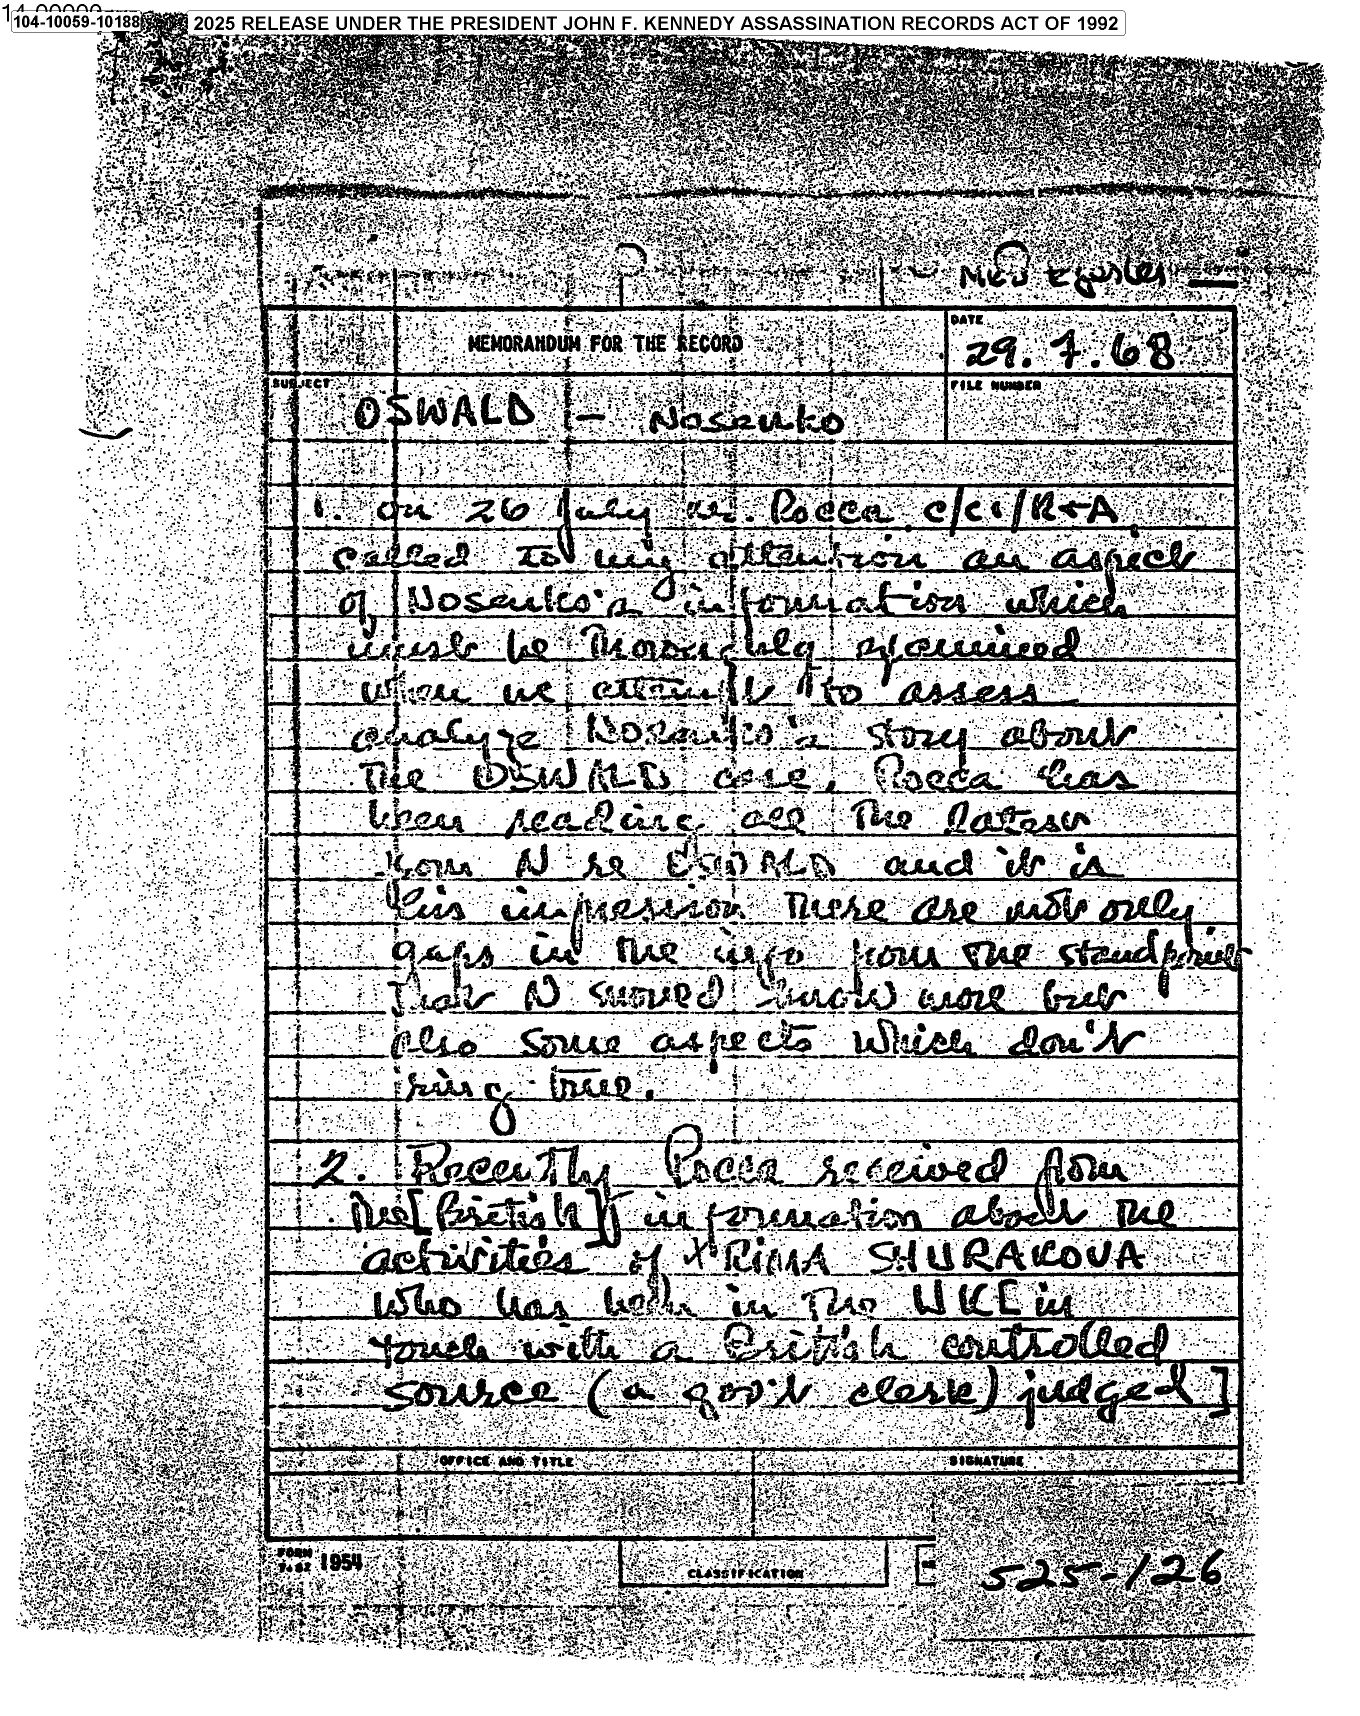 104-10059-10188
2025 RELEASE UNDER THE PRESIDENT JOHN F. KENNEDY ASSASSINATION RECORDS ACT OF 1992
MEMORANDUM FOR THE RECORD
DATE
29.7.68
SUBJECT
FILE NUMBER
OSWALD - Nosenko
1. On 26 July Mr. Rocca C/CI/R+A
called to my attention an aspect
of Nosenko's information which
must be thoroughly examined
when we attempt to assess
analyze Nosenko's story about
the OSWALD case. Rocca has
been reading all the latest
from N re OSWALD and it is
his impression there are not only
gaps in the info from the standpoint
that N should know more but
also some aspects which don't
ring true.
2. Recently Rocca received from
the [British] information about the
activities of x RIMA SHIRAKOVA
who has been in the UKE in
touch with a British controlled
source (a gov't clerk) judged ]
OFFICE AND TITLE
SIGNATURE
FORM 1954
CLASSIFICATION
525-126